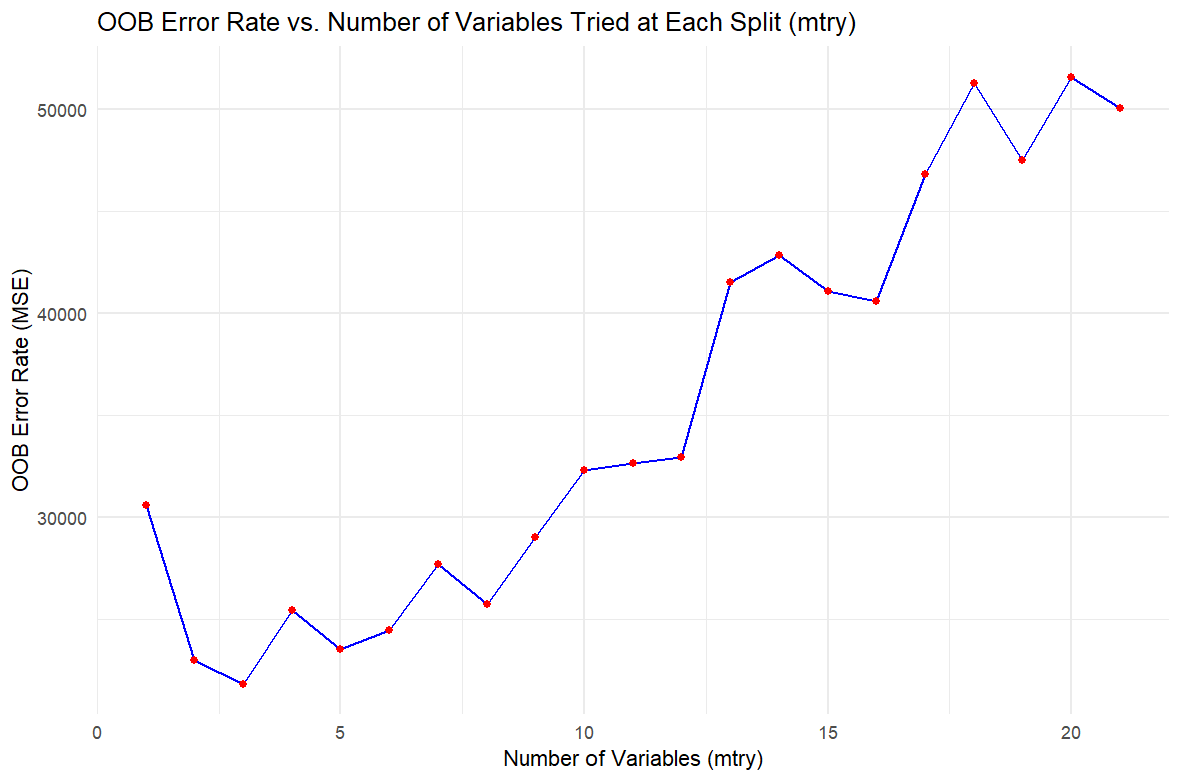 OOB Error Rate vs. Number of Variables Tried at Each Split (mtry)
OOB Error Rate (MSE)
50000
40000
30000
0
5
10
15
20
Number of Variables (mtry)